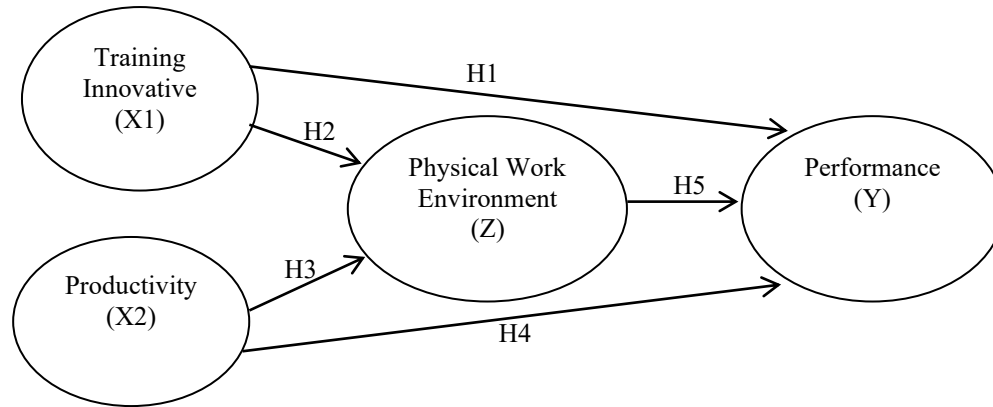 Training
Innovative
(X1)
H1
H2
Physical Work
Environment
(Z)
H5
Performance
(Y)
Productivity
(X2)
H3
H4